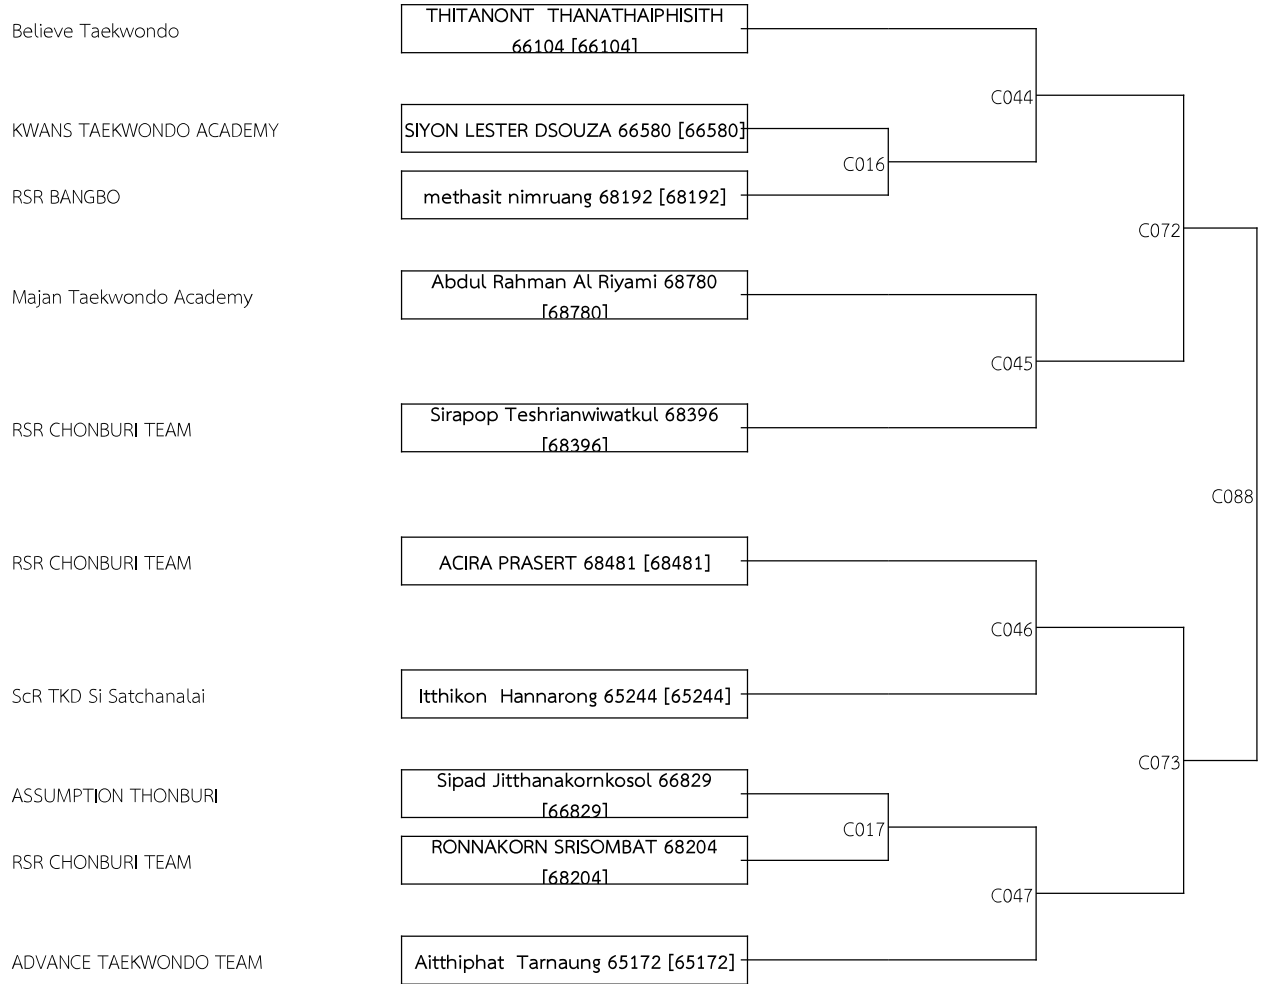 Believe Taekwondo
THITANONT  THANATHAIPHISITH
66104 [66104]
C044
KWANS TAEKWONDO ACADEMY
SIYON LESTER DSOUZA 66580 [66580]
C016
RSR BANGBO
methasit nimruang 68192 [68192]
C072
Majan Taekwondo Academy
Abdul Rahman Al Riyami 68780
[68780]
C045
RSR CHONBURI TEAM
Sirapop Teshrianwiwatkul 68396
[68396]
C088
RSR CHONBURI TEAM
ACIRA PRASERT 68481 [68481]
C046
ScR TKD Si Satchanalai
Itthikon  Hannarong 65244 [65244]
C073
ASSUMPTION THONBURI
Sipad Jitthanakornkosol 66829
[66829]
C017
RSR CHONBURI TEAM
RONNAKORN SRISOMBAT 68204
[68204]
C047
ADVANCE TAEKWONDO TEAM
Aitthiphat  Tarnaung 65172 [65172]